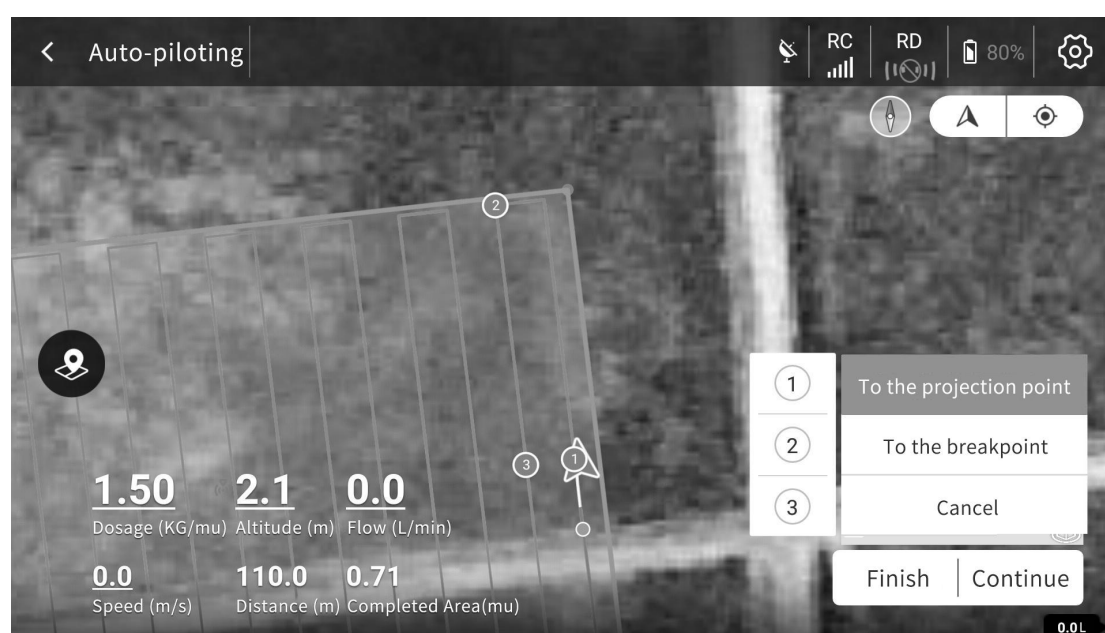 Auto-piloting
RC
RD
80%
2
1
To the projection point
2
To the breakpoint
3
1
3
Cancel
1.50
2.1
0.0
Dosage (KG/mu)
Altitude (m)
Flow (L/min)
0.0
110.0
0.71
Speed (m/s)
Distance (m)
Completed Area(mu)
Finish
Continue
0.0L